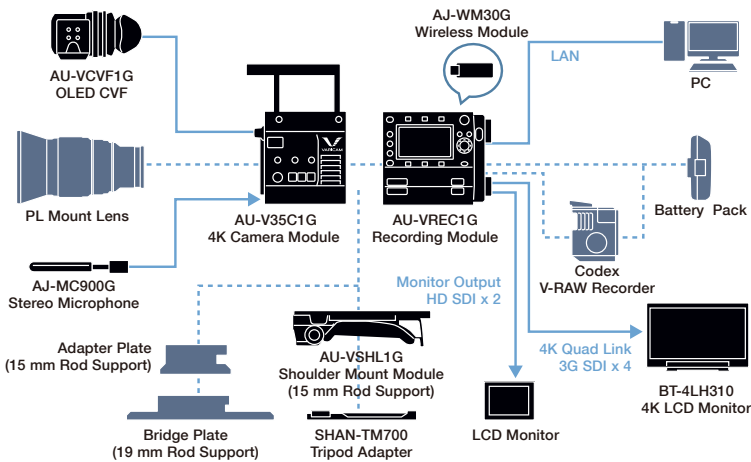 AJ-WM30G
Wireless Module
LAN
AU-VCVF1G
OLED CVF
PC
VARICAM
PL Mount Lens
AU-V35C1G
4K Camera Module
AU-VREC1G
Recording Module
Battery Pack
AJ-MC900G
Stereo Microphone
Codex
V-RAW Recorder
Monitor Output
HD SDI x 2
Adapter Plate
(15 mm Rod Support)
AU-VSHL1G
Shoulder Mount Module
(15 mm Rod Support)
4K Quad Link
3G SDI x 4
BT-4LH310
4K LCD Monitor
Bridge Plate
(19 mm Rod Support)
SHAN-TM700
Tripod Adapter
LCD Monitor